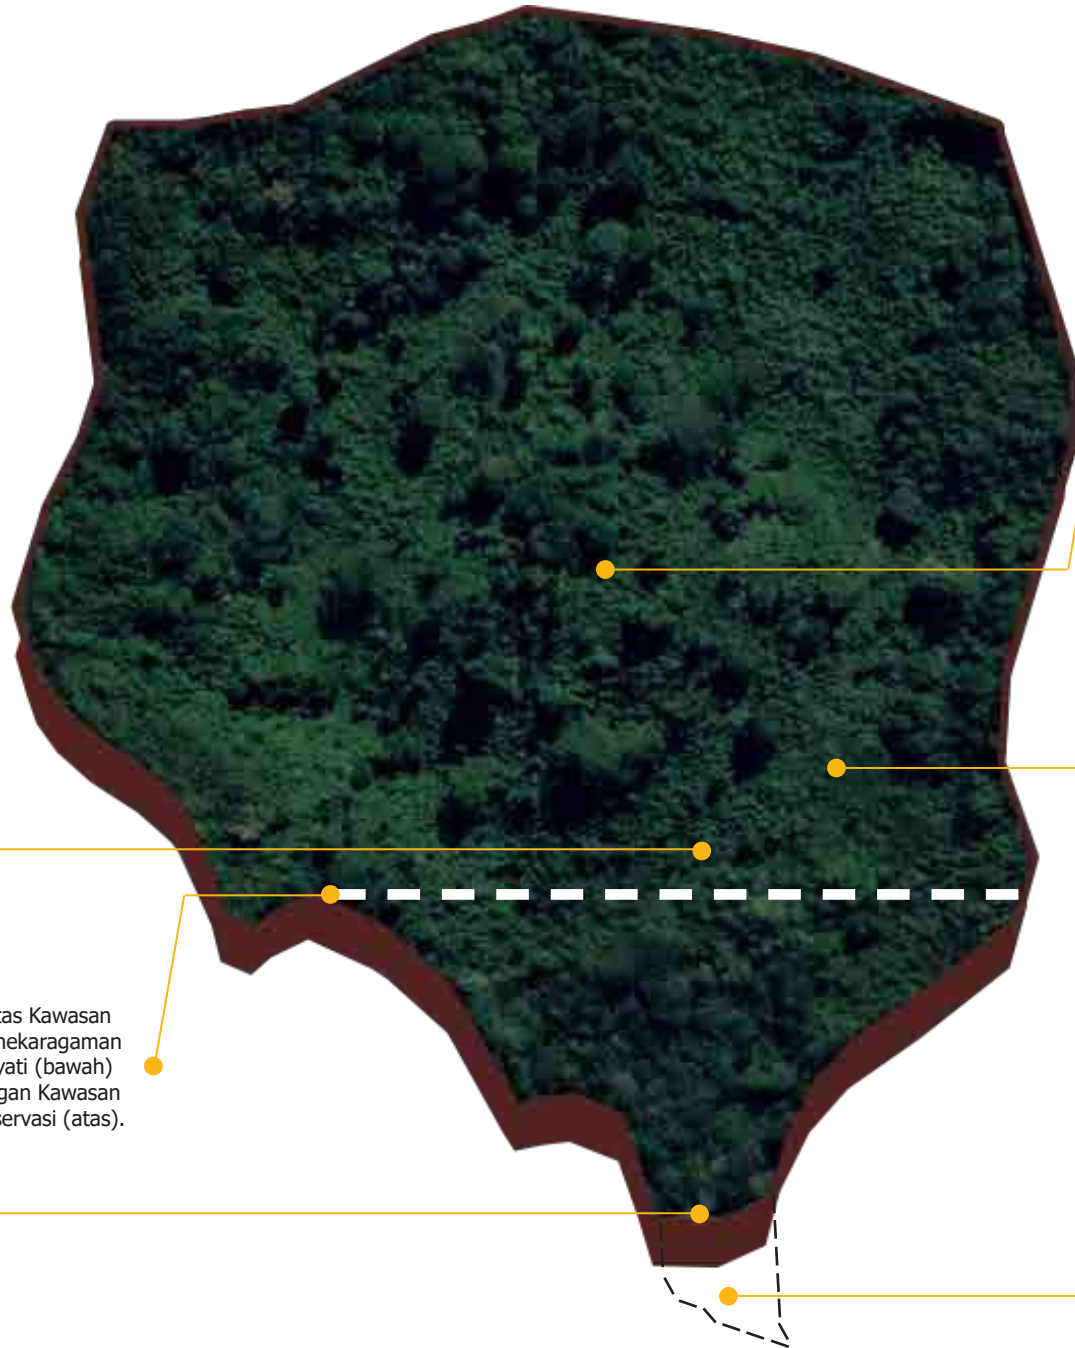 tas Kawasan
nekaragaman
yati (bawah)
gan Kawasan
servasi (atas).